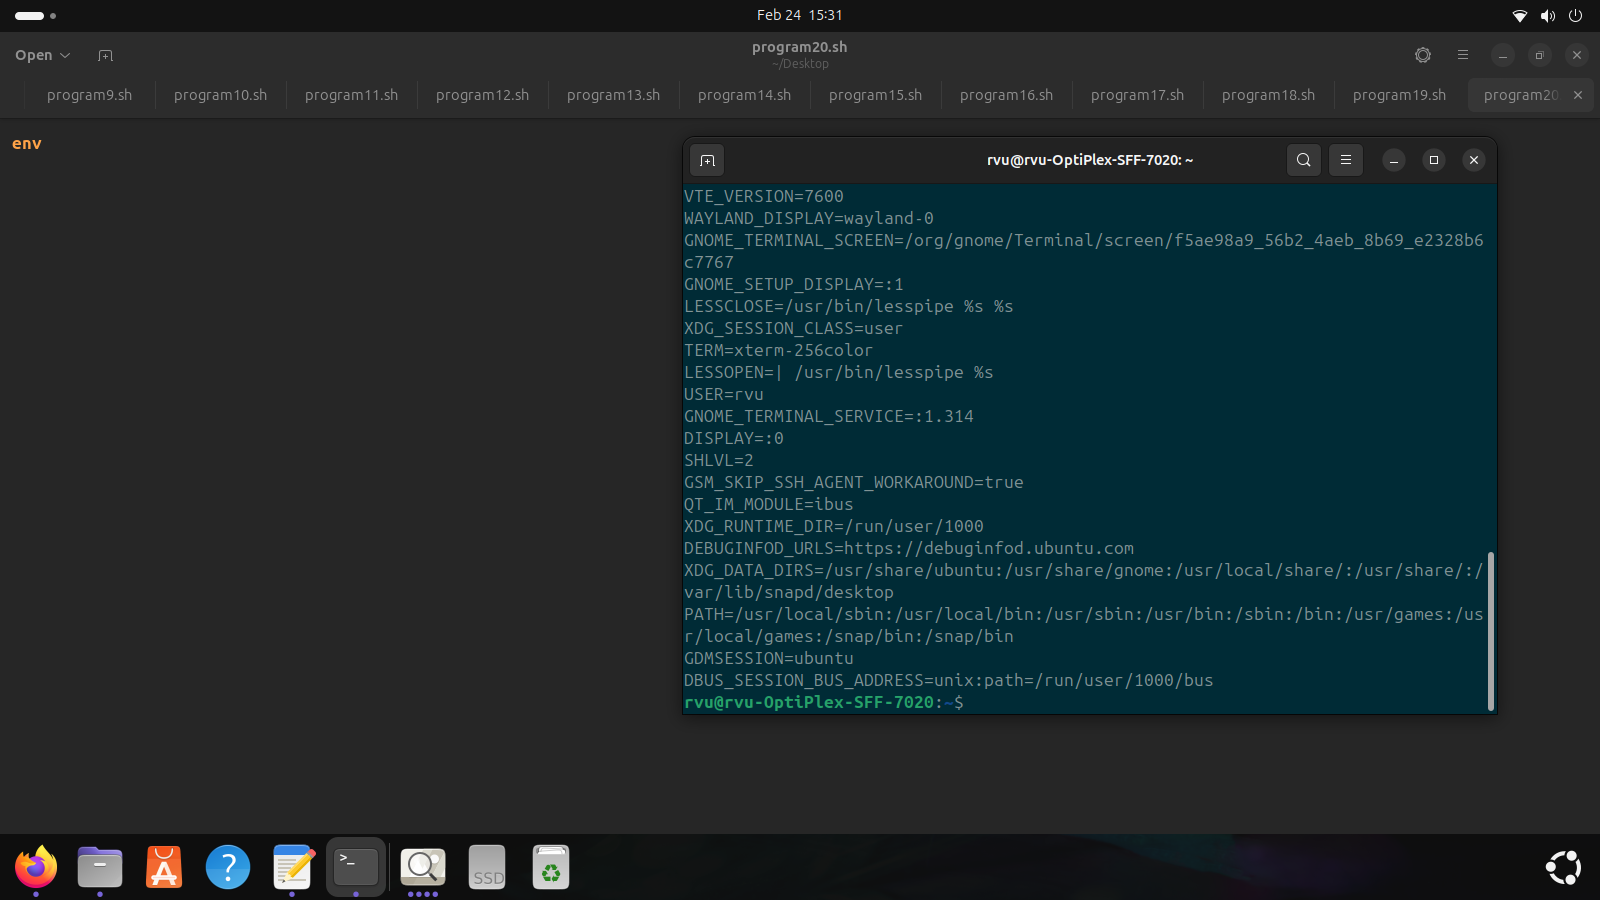 Feb 24 15:31
Open
program20.sh
~/Desktop
program9.sh program10.sh program11.sh program12.sh program13.sh program14.sh program15.sh program16.sh program17.sh program18.sh program19.sh program20
env
rvu@rvu-OptiPlex-SFF-7020: ~
VTE_VERSION=7600
WAYLAND_DISPLAY=wayland-0
GNOME_TERMINAL_SCREEN=/org/gnome/Terminal/screen/f5ae98a9_56b2_4aeb_8b69_e2328b6
c7767
GNOME_SETUP_DISPLAY=:1
LESSCLOSE=/usr/bin/lesspipe %s %s
XDG_SESSION_CLASS=user
TERM=xterm-256color
LESSOPEN=| /usr/bin/lesspipe %s
USER=rvu
GNOME_TERMINAL_SERVICE=:1.314
DISPLAY=:0
SHLVL=2
GSM_SKIP_SSH_AGENT_WORKAROUND=true
QT_IM_MODULE=ibus
XDG_RUNTIME_DIR=/run/user/1000
DEBUGINFOD_URLS=https://debuginfod.ubuntu.com
XDG_DATA_DIRS=/usr/share/ubuntu:/usr/share/gnome:/usr/local/share/:/usr/share/:/
var/lib/snapd/desktop
PATH=/usr/local/sbin:/usr/local/bin:/usr/sbin:/usr/bin:/sbin:/bin:/usr/games:/us
r/local/games:/snap/bin:/snap/bin
GDMSESSION=ubuntu
DBUS_SESSION_BUS_ADDRESS=unix:path=/run/user/1000/bus
rvu@rvu-OptiPlex-SFF-7020:~$
>_
SSD